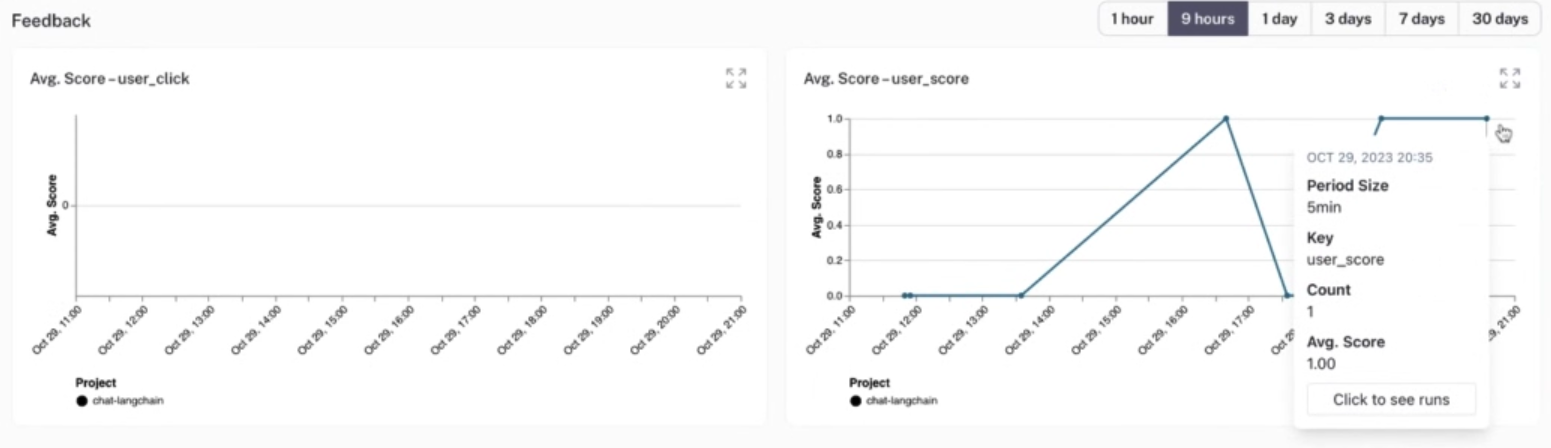 Feedback
1 hour 9 hours 1 day 3 days 7 days 30 days
Avg. Score – user_click
Avg. Score
0
Oct 29, 11:00
Oct 29, 12:00
Oct 29, 13:00
Oct 29, 14:00
Oct 29, 15:00
Oct 29, 16:00
Oct 29, 17:00
Oct 29, 18:00
Oct 29, 19:00
Oct 29, 20:00
Oct 29, 21:00
Project
chat-langchain
Avg. Score – user_score
Avg. Score
1.0
0.8
0.6
0.4
0.2
0.0
Oct 29, 11:00
Oct 29, 12:00
Oct 29, 13:00
Oct 29, 14:00
Oct 29, 15:00
Oct 29, 16:00
Oct 29, 17:00
Oct 29
29, 21:00
Project
chat-langchain
OCT 29, 2023 20:35
Period Size
5min
Key
user_score
Count
1
Avg. Score
1.00
Click to see runs